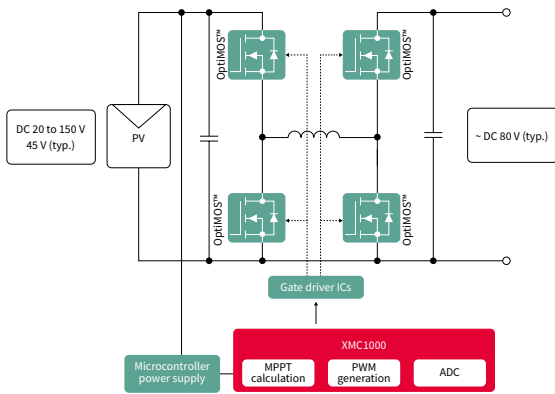 OptiMOS™
OptiMOS™
DC 20 to 150 V
45 V (typ.)
PV
~ DC 80 V (typ.)
OptiMOS™
OptiMOS™
Gate driver ICs
XMC1000
Microcontroller
power supply
MPPT
calculation
PWM
generation
ADC